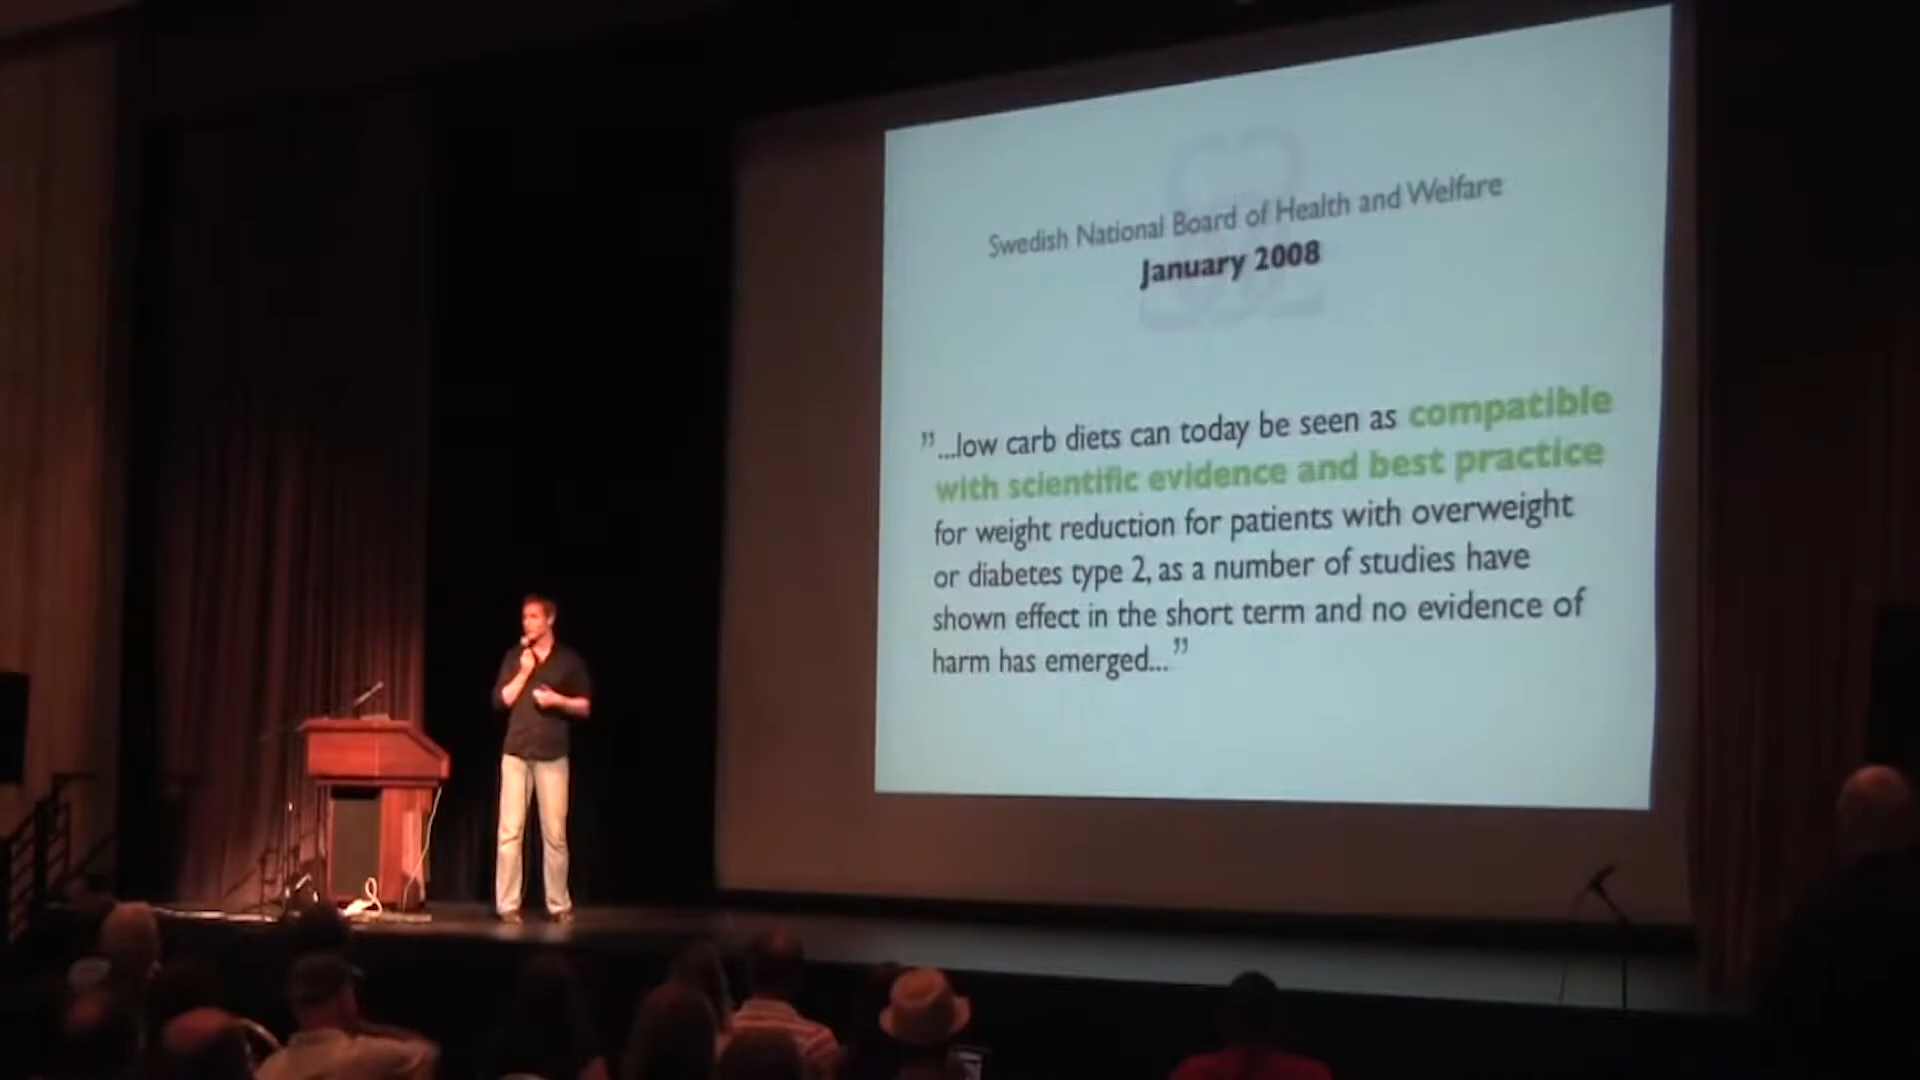 Swedish National Board of Health and Welfare
January 2008
”...low carb diets can today be seen as compatible
with scientific evidence and best practice
for weight reduction for patients with overweight
or diabetes type 2, as a number of studies have
shown effect in the short term and no evidence of
harm has emerged...”